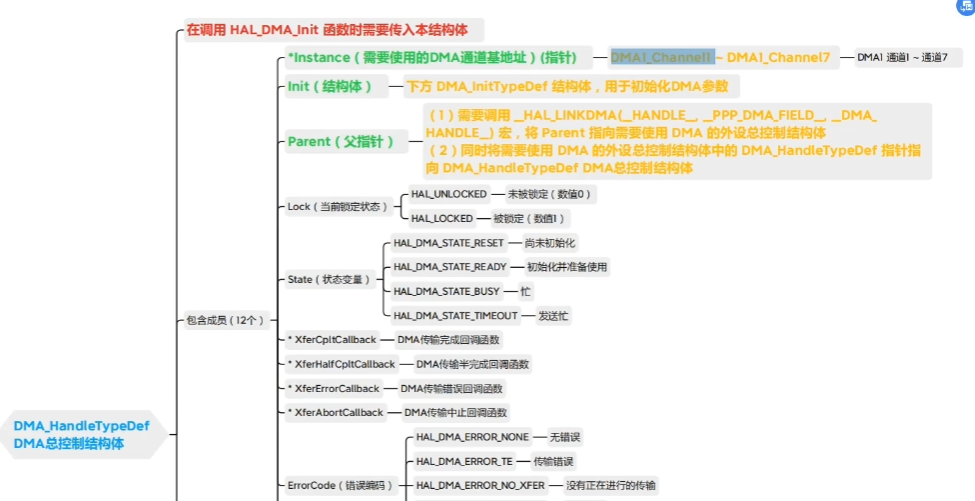 在调用 HAL_DMA_Init 函数时需要传入本结构体
*Instance（需要使用的DMA通道基地址）(指针)
DMA1_Channel1 ~ DMA1_Channel7
DMA1 通道1 ~ 通道7
Init（结构体）
下方 DMA_InitTypeDef 结构体，用于初始化DMA参数
Parent（父指针）
（1）需要调用 __HAL_LINKDMA(__HANDLE__, __PPP_DMA_FIELD__, __DMA_
HANDLE__) 宏，将 Parent 指向需要使用 DMA 的外设总控制结构体
（2）同时将需要使用 DMA 的外设总控制结构体中的 DMA_HandleTypeDef 指针指
向 DMA_HandleTypeDef DMA总控制结构体
Lock（当前锁定状态）
HAL_UNLOCKED
未被锁定（数值0）
HAL_LOCKED
被锁定（数值1）
State（状态变量）
HAL_DMA_STATE_RESET
尚未初始化
HAL_DMA_STATE_READY
初始化并准备使用
HAL_DMA_STATE_BUSY
忙
HAL_DMA_STATE_TIMEOUT
发送忙
包含成员（12个）
* XferCpltCallback
DMA传输完成回调函数
* XferHalfCpltCallback
DMA传输半完成回调函数
* XferErrorCallback
DMA传输错误回调函数
* XferAbortCallback
DMA传输中止回调函数
DMA_HandleTypeDef
DMA总控制结构体
ErrorCode（错误编码）
HAL_DMA_ERROR_NONE
无错误
HAL_DMA_ERROR_TE
传输错误
HAL_DMA_ERROR_NO_XFER
没有正在进行的传输